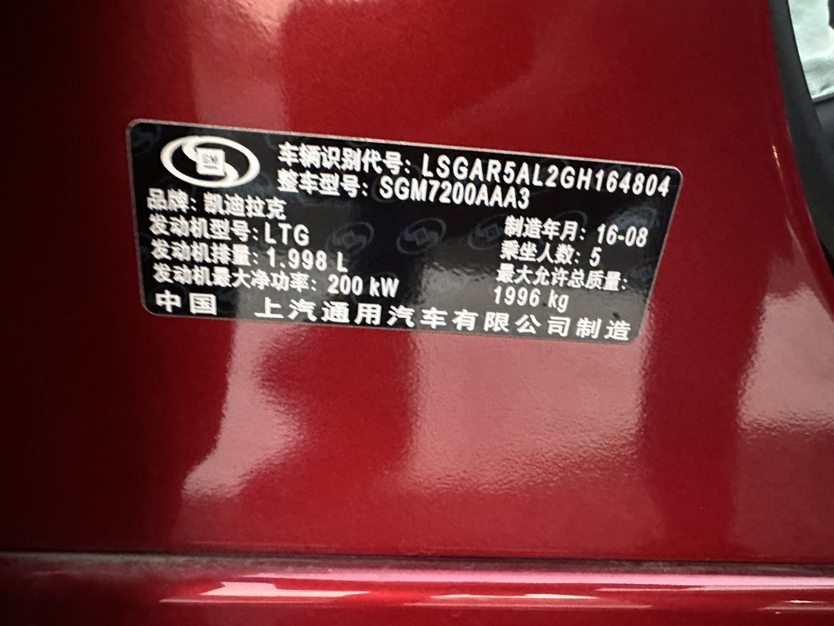 GM
车辆识别代号: LSGAR5AL2GH164804
整车型号: SGM7200AAA3
品牌: 凯迪拉克
发动机型号: LTG
制造年月: 16-08
发动机排量: 1.998 L
乘坐人数: 5
发动机最大净功率: 200 kW
最大允许总质量:
1996 kg
中国 上汽通用汽车有限公司制造